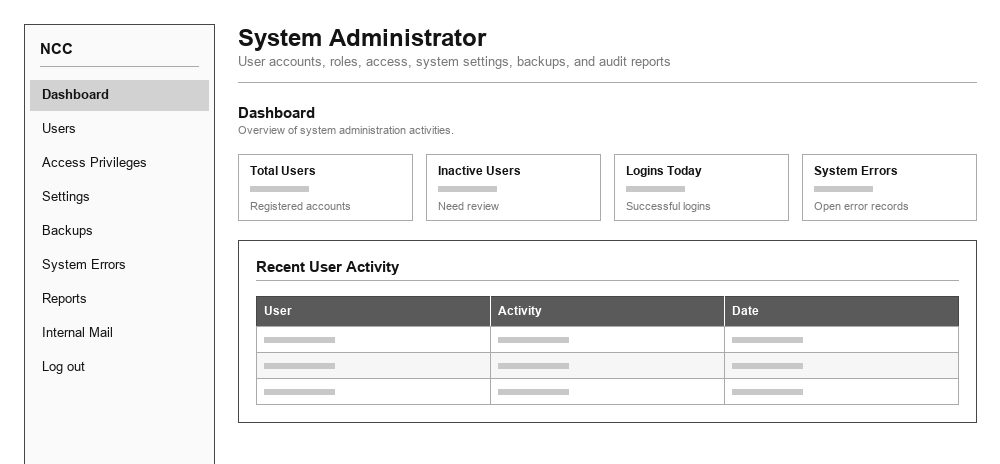 NCC
Dashboard
Users
Access Privileges
Settings
Backups
System Errors
Reports
Internal Mail
Log out
System Administrator
User accounts, roles, access, system settings, backups, and audit reports
Dashboard
Overview of system administration activities.
Total Users
Registered accounts
Inactive Users
Need review
Logins Today
Successful logins
System Errors
Open error records
Recent User Activity
User Activity Date